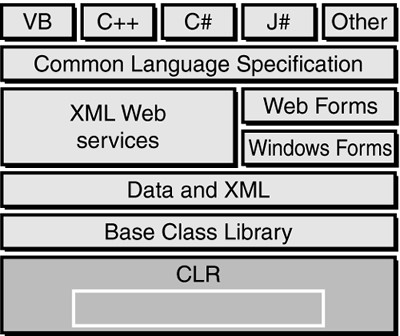 VB C++ C# J# Other
Common Language Specification
XML Web
services
Web Forms
Windows Forms
Data and XML
Base Class Library
CLR